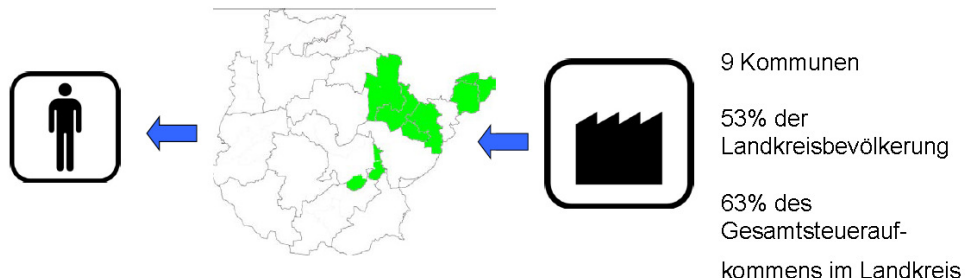 9 Kommunen
53% der
Landkreisbevölkerung
63% des
Gesamtsteuerauf-
kommens im Landkreis